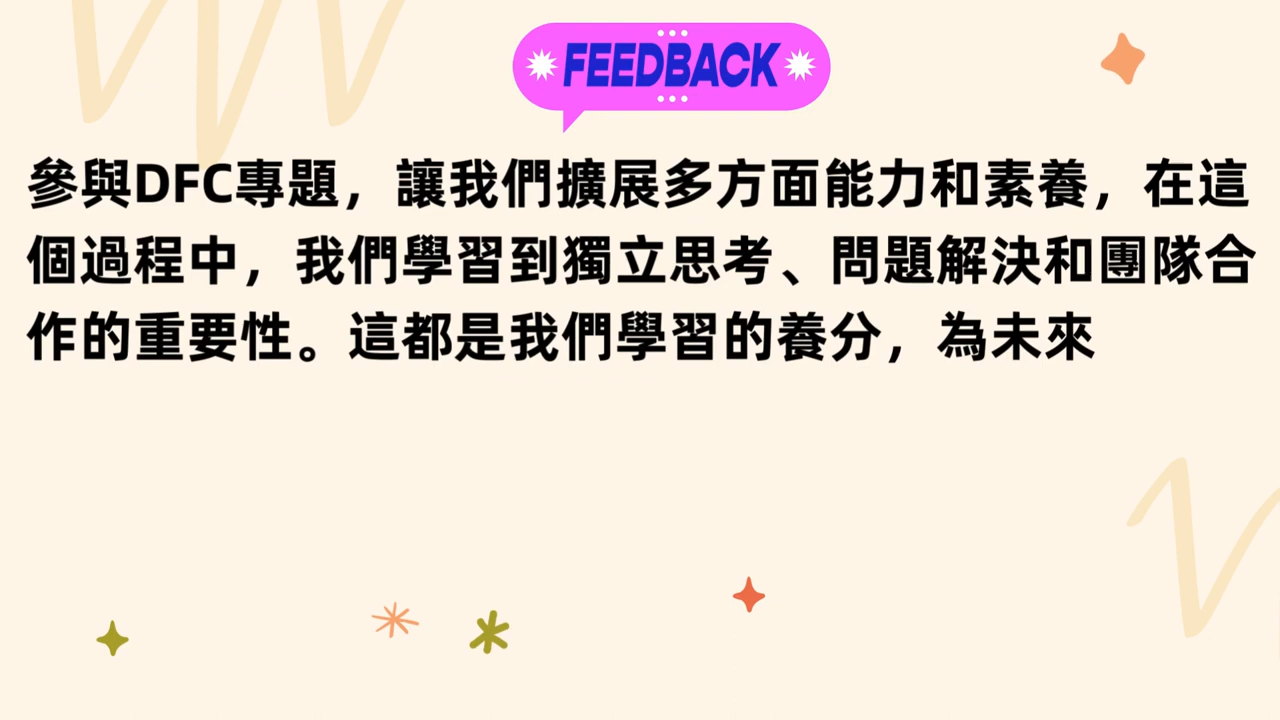 FEEDBACK
參與DFC專題，讓我們擴展多方面能力和素養，在這
個過程中，我們學習到獨立思考、問題解決和團隊合
作的重要性。這都是我們學習的養分，為未來